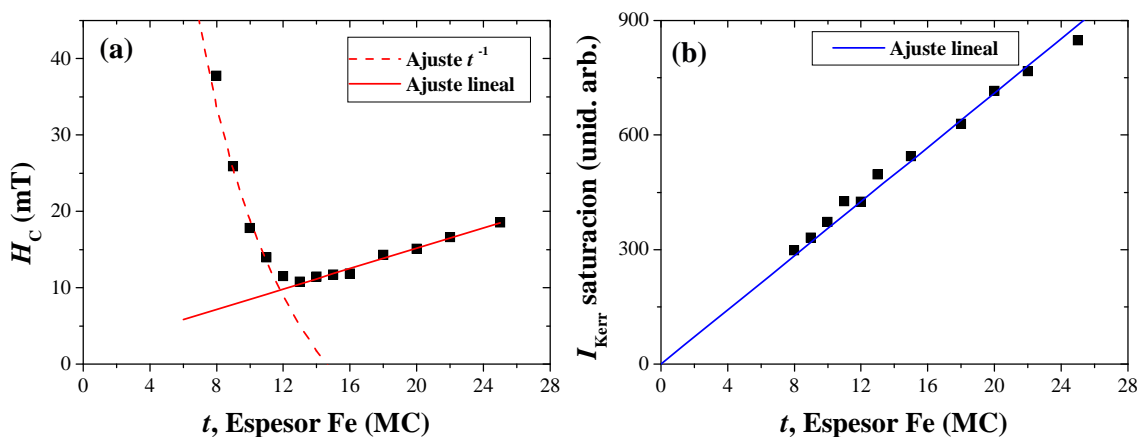 (a)
Ajuste t⁻¹
Ajuste lineal
H_C (mT)
40
30
20
10
0
0 4 8 12 16 20 24 28
t, Espesor Fe (MC)
(b)
Ajuste lineal
I_Kerr saturacion (unid. arb.)
900
600
300
0
0 4 8 12 16 20 24 28
t, Espesor Fe (MC)